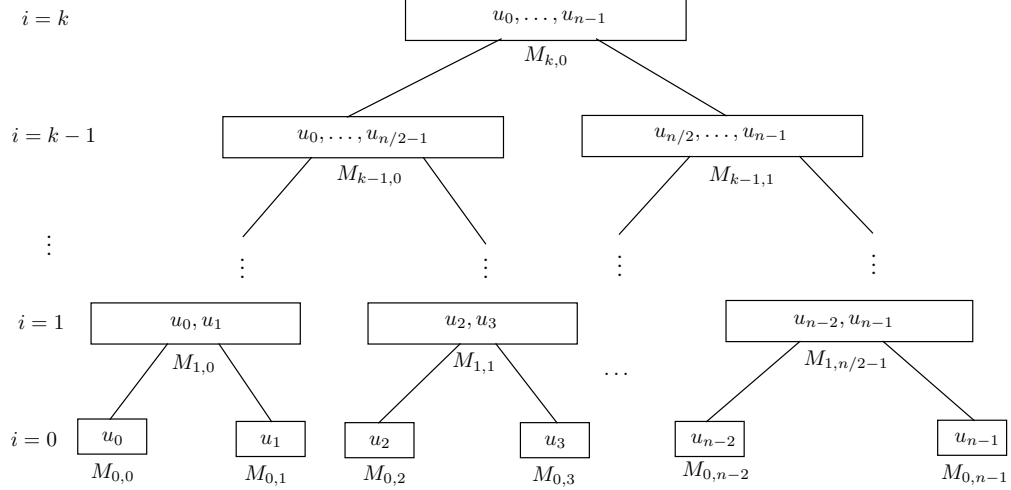 i = k
u_0, …, u_{n−1}
M_{k,0}
i = k − 1
u_0, …, u_{n/2−1}
u_{n/2}, …, u_{n−1}
M_{k−1,0}
M_{k−1,1}
⋮ ⋮ ⋮ ⋮ ⋮
i = 1
u_0, u_1
u_2, u_3
u_{n−2}, u_{n−1}
M_{1,0}
M_{1,1}
…
M_{1,n/2−1}
i = 0
u_0
u_1
u_2
u_3
u_{n−2}
u_{n−1}
M_{0,0}
M_{0,1}
M_{0,2}
M_{0,3}
M_{0,n−2}
M_{0,n−1}